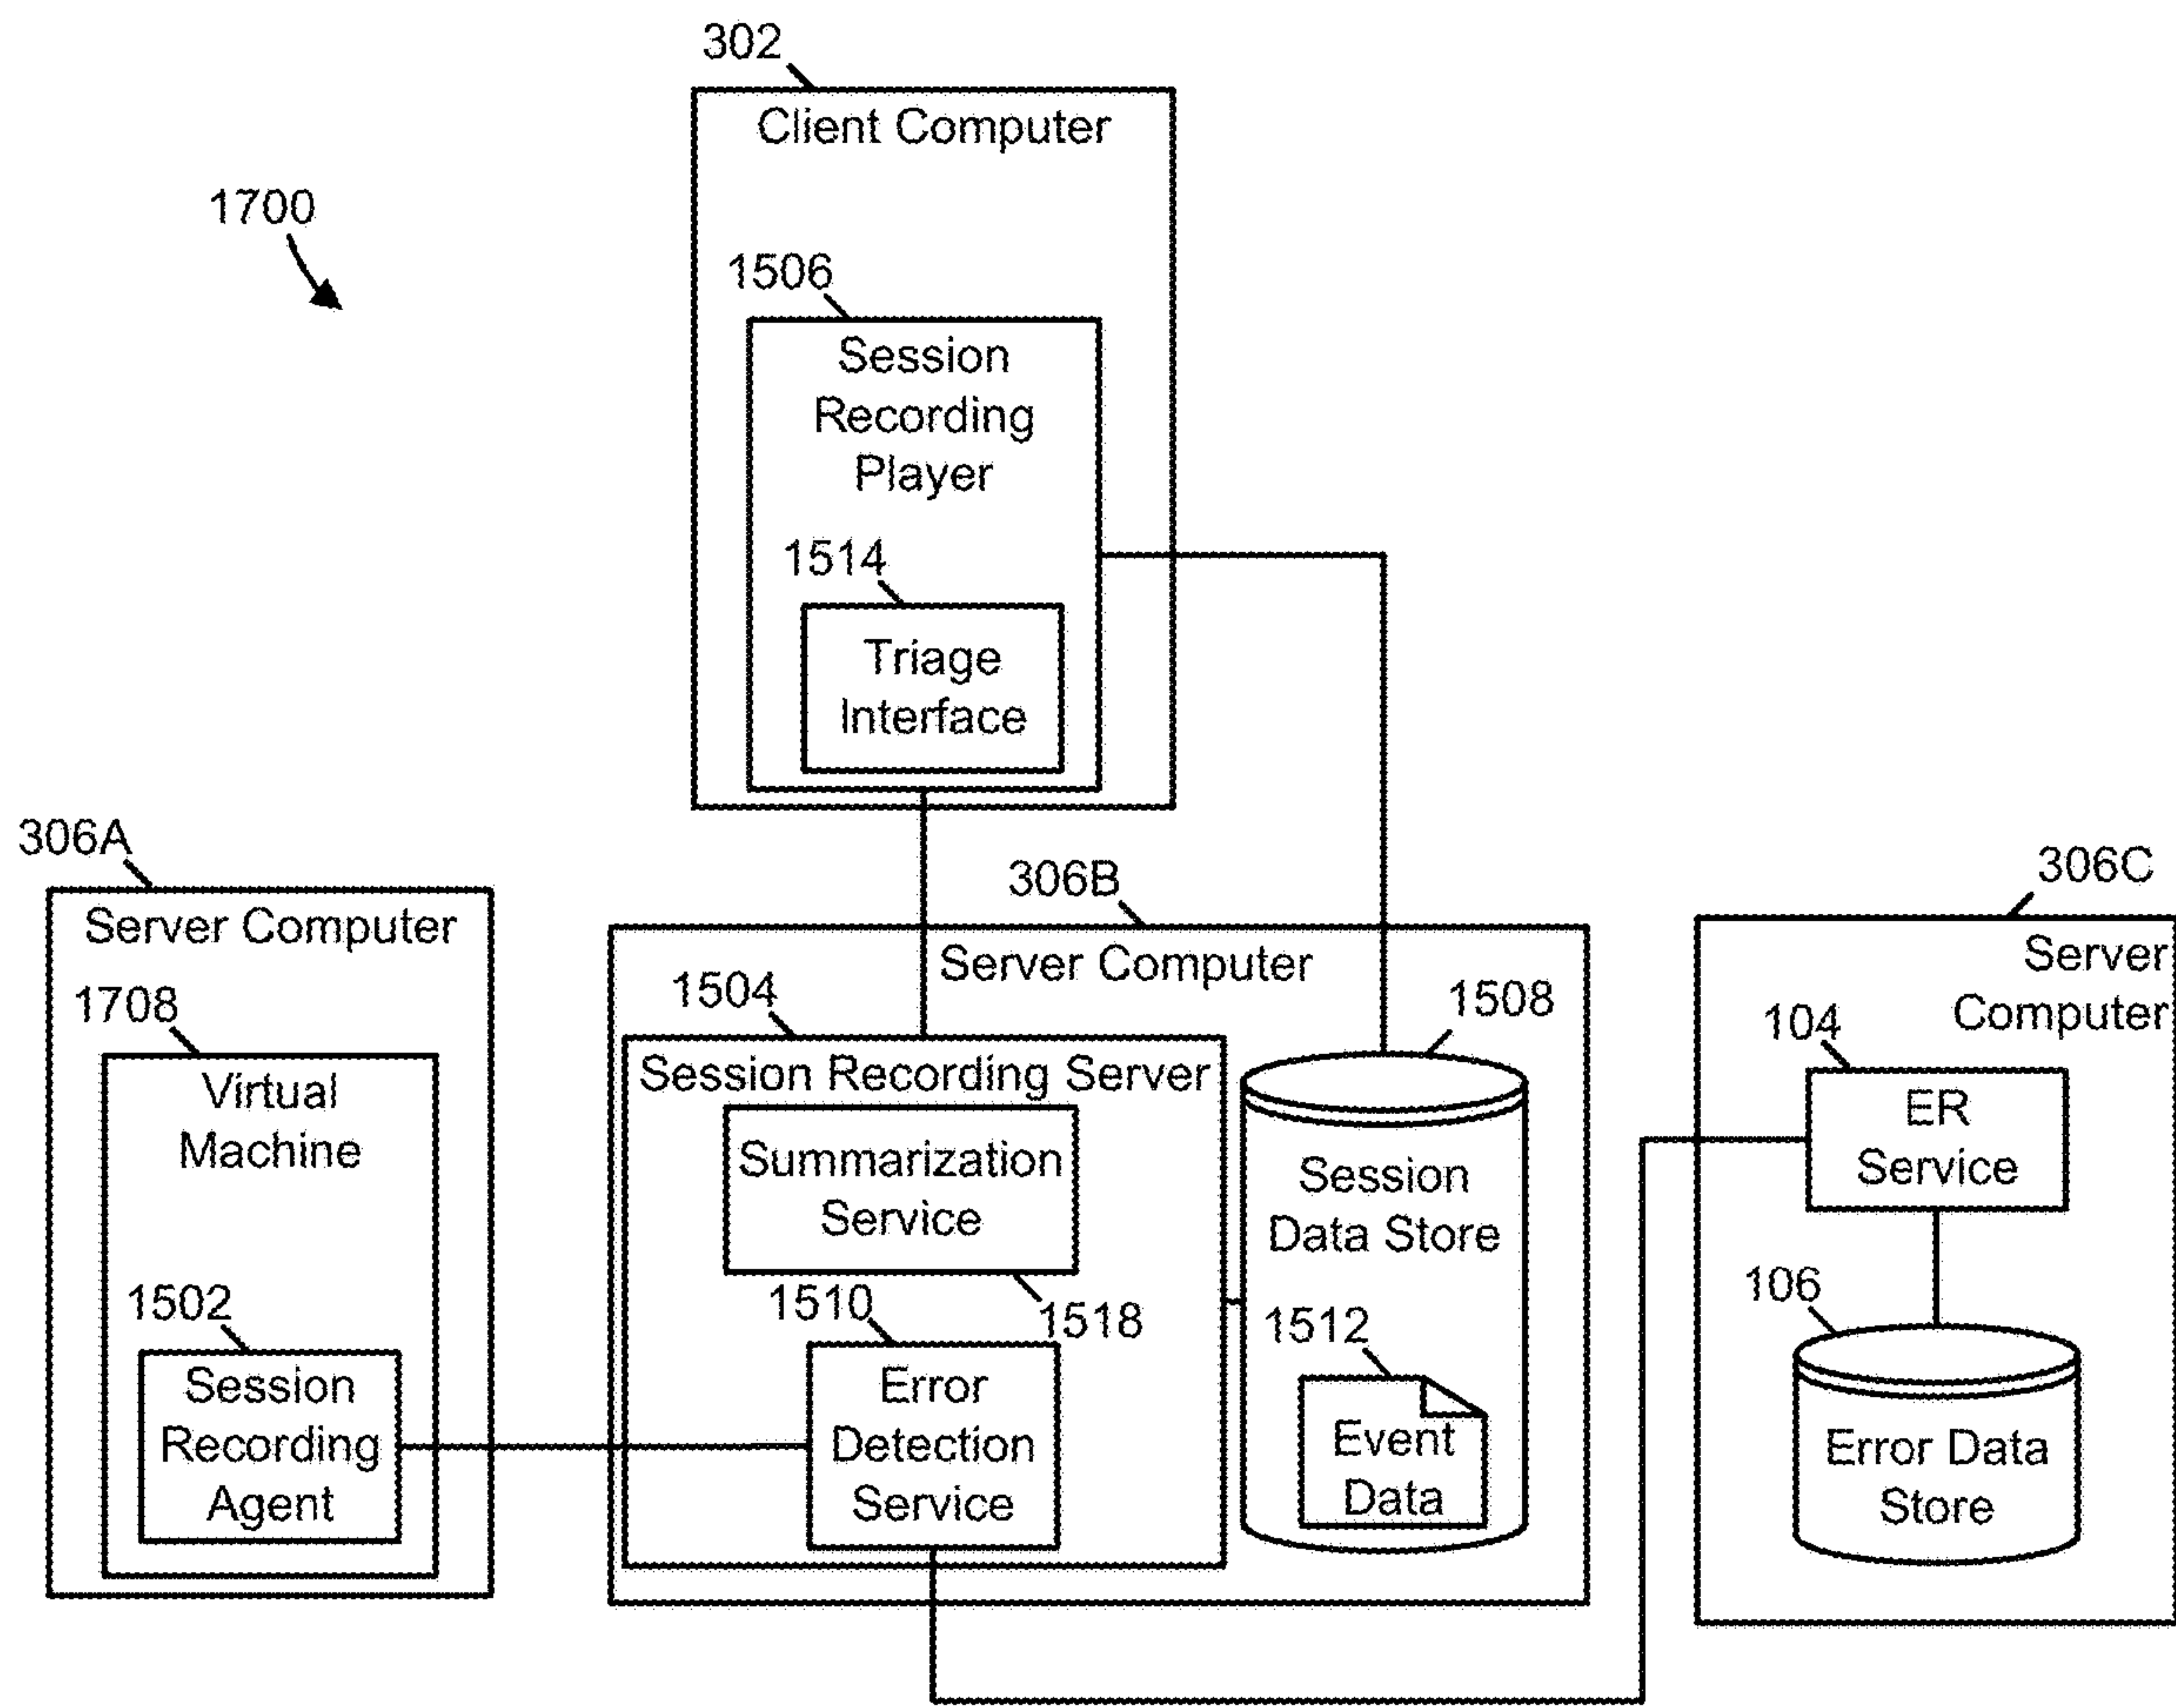 302
Client Computer
1700
1506
Session
Recording
Player
1514
Triage
Interface
306A
Server Computer
1708
Virtual
Machine
1502
Session
Recording
Agent
306B
Server Computer
1504
Session Recording Server
Summarization
Service
1518
1510
Error
Detection
Service
1508
Session
Data Store
1512
Event
Data
306C
Server
Computer
104
ER
Service
106
Error Data
Store